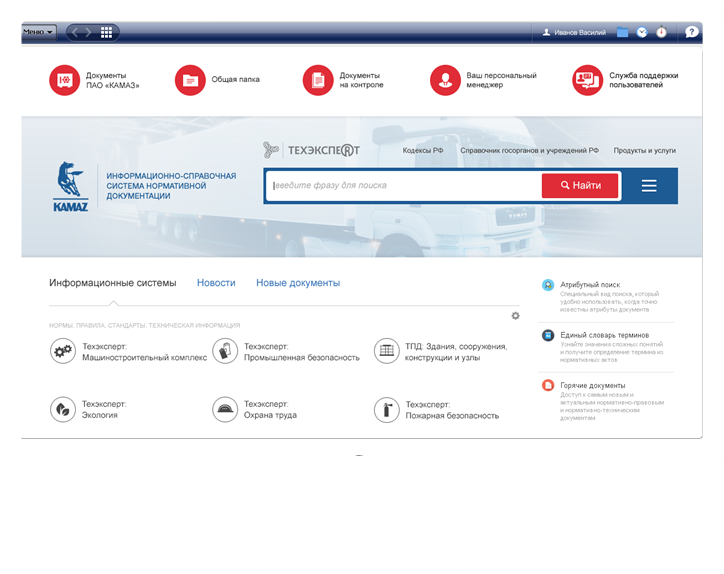 Меню
Иванов Василий
?
Документы
ПАО «КАМАЗ»
Общая папка
Документы
на контроле
Ваш персональный
менеджер
Служба поддержки
пользователей
ТЕХЭКСПЕRТ
Кодексы РФ
Справочник госорганов и учреждений РФ
Продукты и услуги
KAMAZ
ИНФОРМАЦИОННО-СПРАВОЧНАЯ
СИСТЕМА НОРМАТИВНОЙ
ДОКУМЕНТАЦИИ
введите фразу для поиска
Найти
Информационные системы
Новости
Новые документы
НОРМЫ. ПРАВИЛА. СТАНДАРТЫ. ТЕХНИЧЕСКАЯ ИНФОРМАЦИЯ
Техэксперт:
Машиностроительный комплекс
Техэксперт:
Промышленная безопасность
ТПД: Здания, сооружения,
конструкции и узлы
Техэксперт:
Экология
Техэксперт:
Охрана труда
Техэксперт:
Пожарная безопасность
Атрибутный поиск
Специальный вид поиска, который
удобно использовать, когда точно
известны атрибуты документа
Единый словарь терминов
Узнайте значения сложных понятий
и получите определение термина из
нормативных актов
Горячие документы
Доступ к самым новым и
актуальным нормативно-правовым
и нормативно-техническим
документам